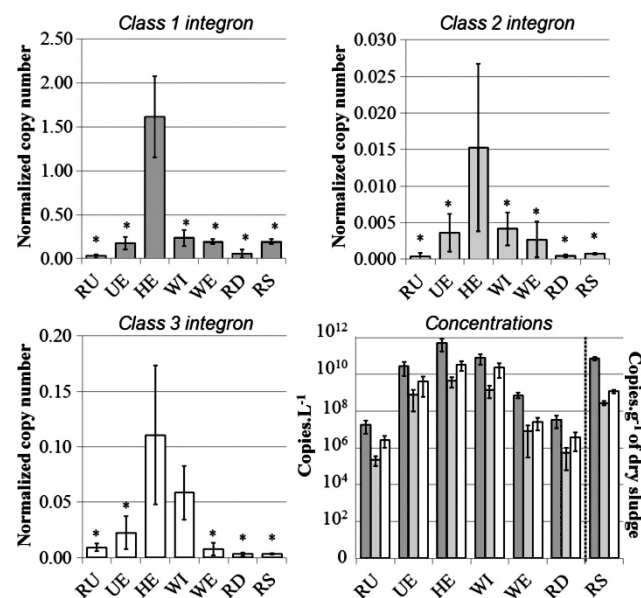 Class 1 integron
Normalized copy number
2.50
2.00
1.50
1.00
0.50
0.00
* * * * * *
RU UE HE WI WE RD RS
Class 2 integron
Normalized copy number
0.030
0.025
0.020
0.015
0.010
0.005
0.000
* * * * * *
RU UE HE WI WE RD RS
Class 3 integron
Normalized copy number
0.20
0.15
0.10
0.05
0.00
* * * * *
RU UE HE WI WE RD RS
Concentrations
Copies.L⁻¹
10¹²
10¹⁰
10⁸
10⁶
10⁴
10²
0
RU UE HE WI WE RD RS
Copies.g⁻¹ of dry sludge